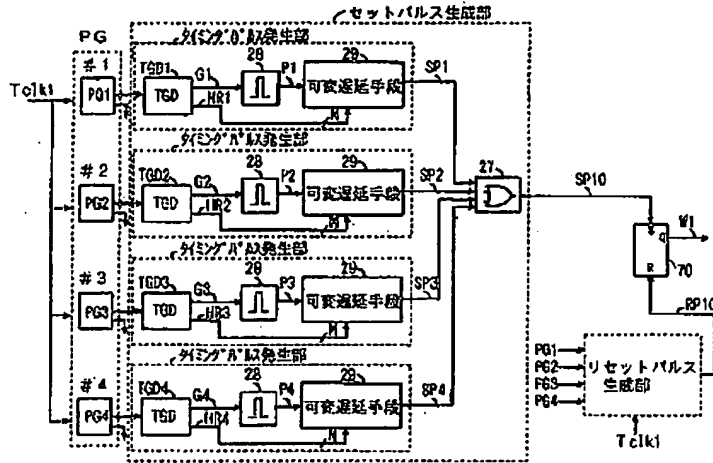 セットパルス生成部
PG
タイミングパルス発生部
#1
Tclk1
PG1
TGD1
TGD
G1
HR1
28
P1
29
可変遅延手段
M
SP1
タイミングパルス発生部
#2
PG2
TGD2
TGD
G2
HR2
28
P2
29
可変遅延手段
M
SP2
27
SP10
W1
Q
R
70
RP10
タイミングパルス発生部
#3
PG3
TGD3
TGD
G3
HR3
28
P3
29
可変遅延手段
M
SP3
タイミングパルス発生部
#4
PG4
TGD4
TGD
G4
HR4
28
P4
29
可変遅延手段
M
SP4
PG1
PG2
PG3
PG4
リセットパルス
生成部
Tclk1